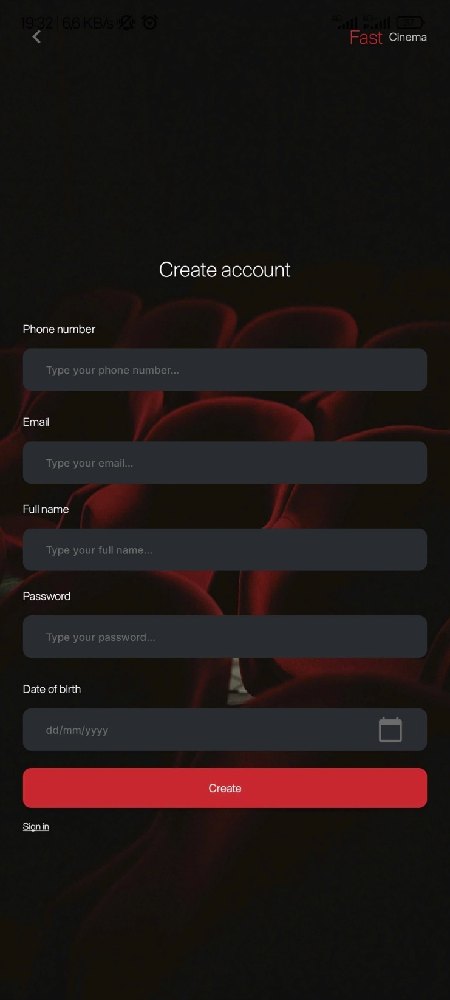 19:32 | 6,6 KB/s
4G 4G+ 37
Fast Cinema
Create account
Phone number
Type your phone number...
Email
Type your email...
Full name
Type your full name...
Password
Type your password...
Date of birth
dd/mm/yyyy
Create
Sign in